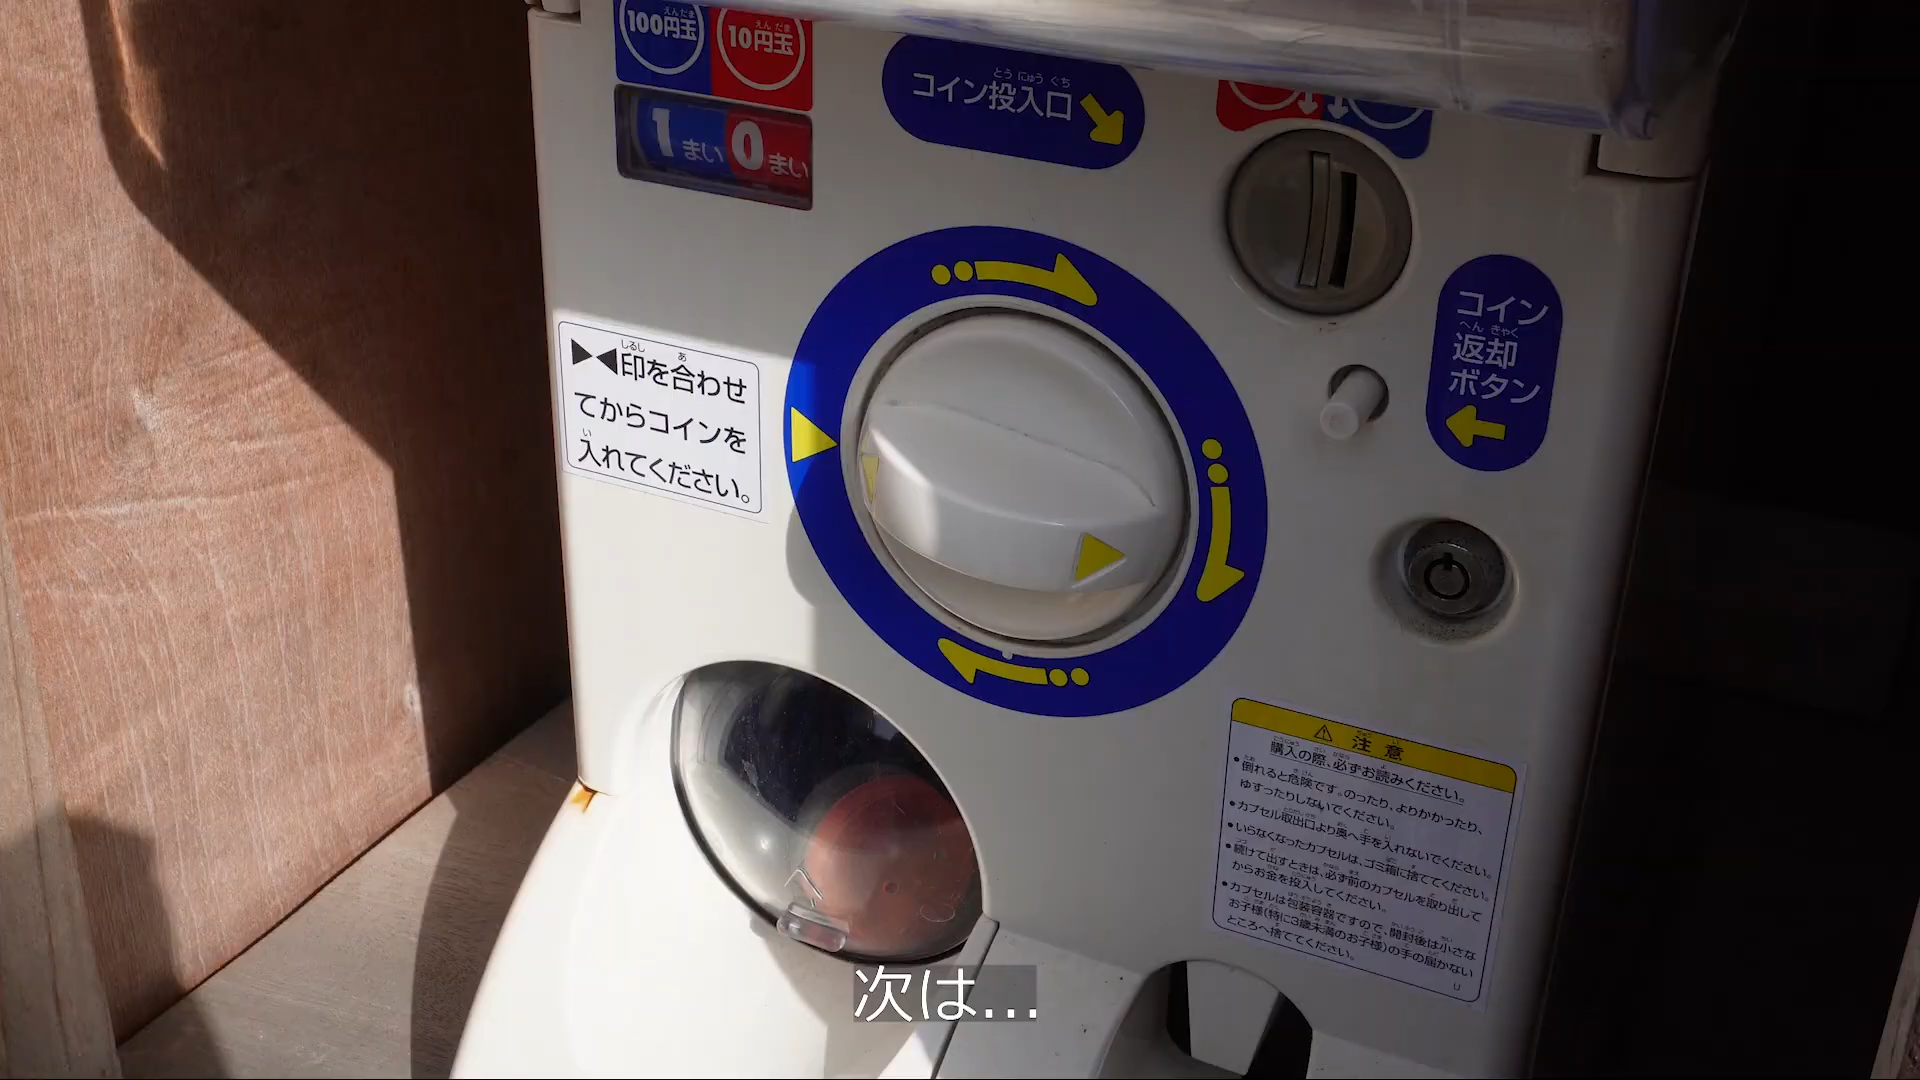 100円玉 10円玉
1まい 0まい
コイン投入口
コイン
返却
ボタン
▶◀印を合わせ
てからコインを
入れてください。
⚠ 注意
購入の際、必ずお読みください。
•倒れると危険です。のったり、よりかかったり、
ゆすったりしないでください。
•カプセル取出口より奥へ手を入れないでください。
•いらなくなったカプセルは、ゴミ箱に捨ててください。
•続けて出すときは、必ず前のカプセルを取り出して
からお金を投入してください。
•カプセルは包装容器ですので、開封後は小さな
お子様(特に3歳未満のお子様)の手の届かない
ところへ捨ててください。
U
次は...